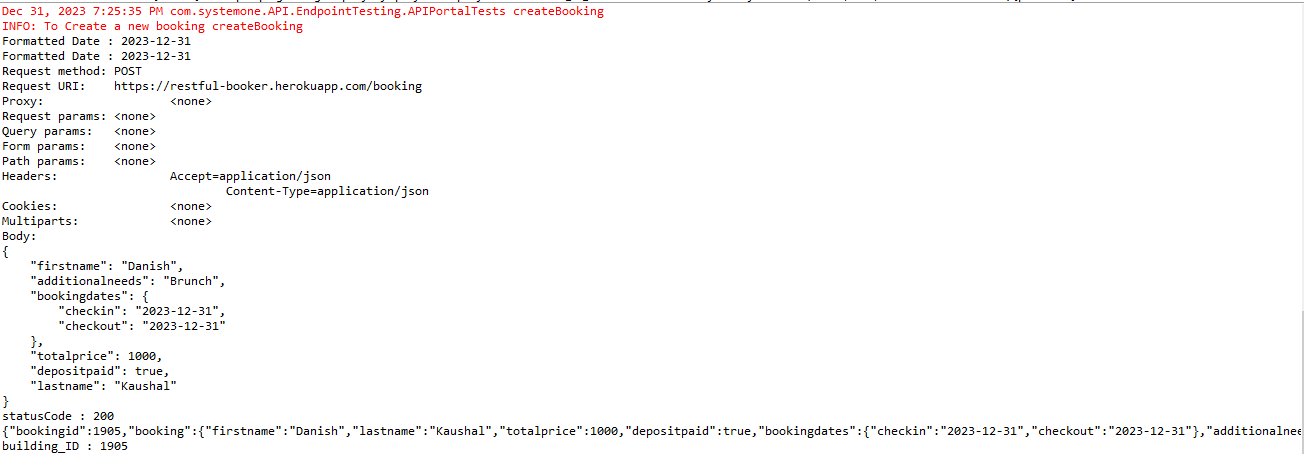 Dec 31, 2023 7:25:35 PM com.systemone.API.EndpointTesting.APIPortalTests createBooking
INFO: To Create a new booking createBooking
Formatted Date : 2023-12-31
Formatted Date : 2023-12-31
Request method: POST
Request URI: https://restful-booker.herokuapp.com/booking
Proxy: <none>
Request params: <none>
Query params: <none>
Form params: <none>
Path params: <none>
Headers: Accept=application/json
Content-Type=application/json
Cookies: <none>
Multiparts: <none>
Body:
{
    "firstname": "Danish",
    "additionalneeds": "Brunch",
    "bookingdates": {
        "checkin": "2023-12-31",
        "checkout": "2023-12-31"
    },
    "totalprice": 1000,
    "depositpaid": true,
    "lastname": "Kaushal"
}
statusCode : 200
{"bookingid":1905,"booking":{"firstname":"Danish","lastname":"Kaushal","totalprice":1000,"depositpaid":true,"bookingdates":{"checkin":"2023-12-31","checkout":"2023-12-31"},"additionalnee
building_ID : 1905